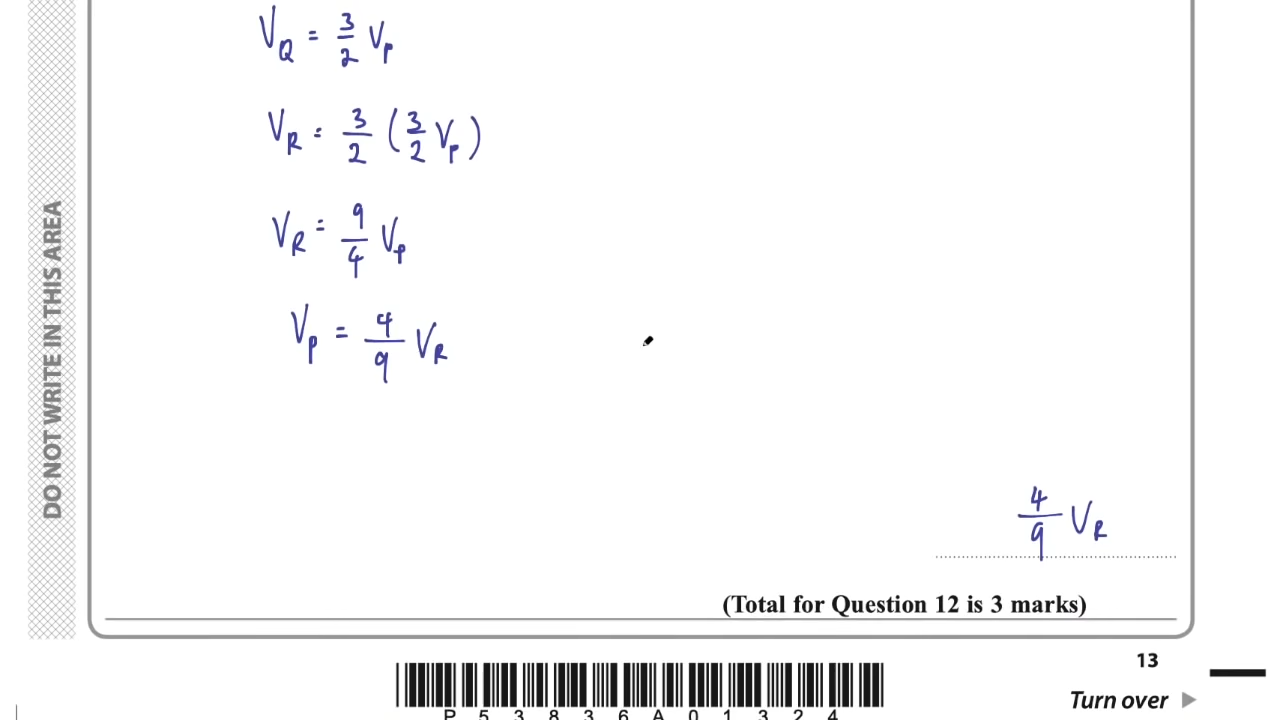 V_Q = 3/2 V_P
V_R = 3/2 (3/2 V_P)
V_R = 9/4 V_P
V_P = 4/9 V_R
4/9 V_R
(Total for Question 12 is 3 marks)
DO NOT WRITE IN THIS AREA
13
P 5 3 8 3 6 A 0 1 3 2 4
Turn over